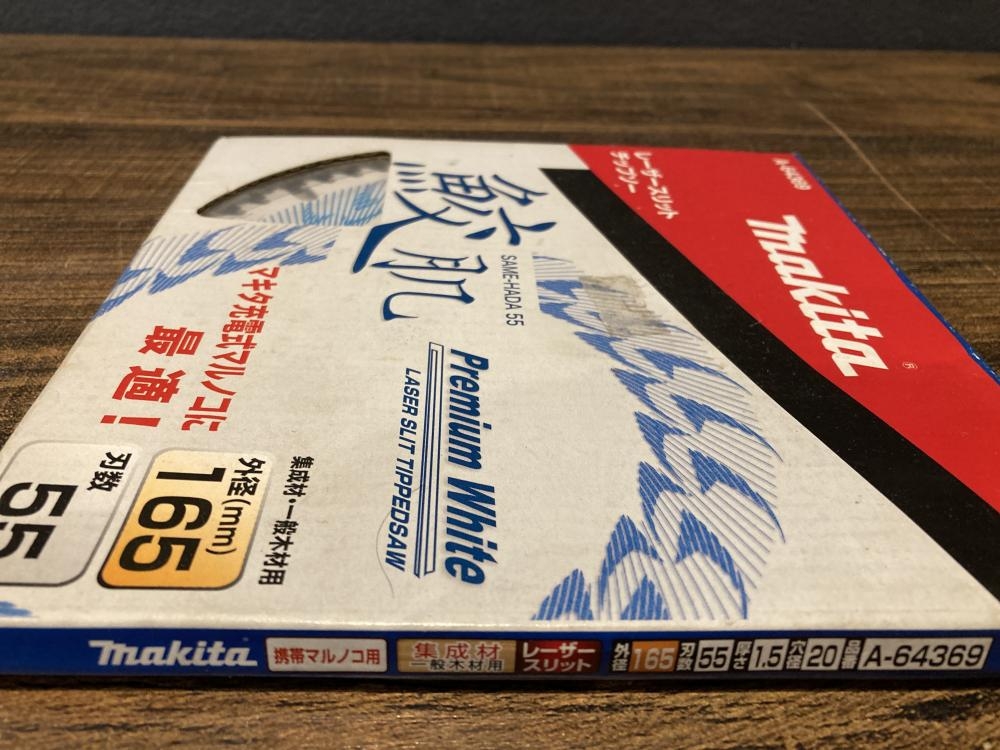 A-64369
makita®
レーザースリット
チップソー
鮫肌
SAME-HADA 55
Premium White
LASER SLIT TIPPEDSAW
マキタ充電式マルノコに
最適！
集成材・一般木材用
外径(mm)
165
刃数
55
makita 携帯マルノコ用 集成材 一般木材用 レーザースリット 外径 165 刃数 55 厚さ 1.5 穴径 20 品番 A-64369